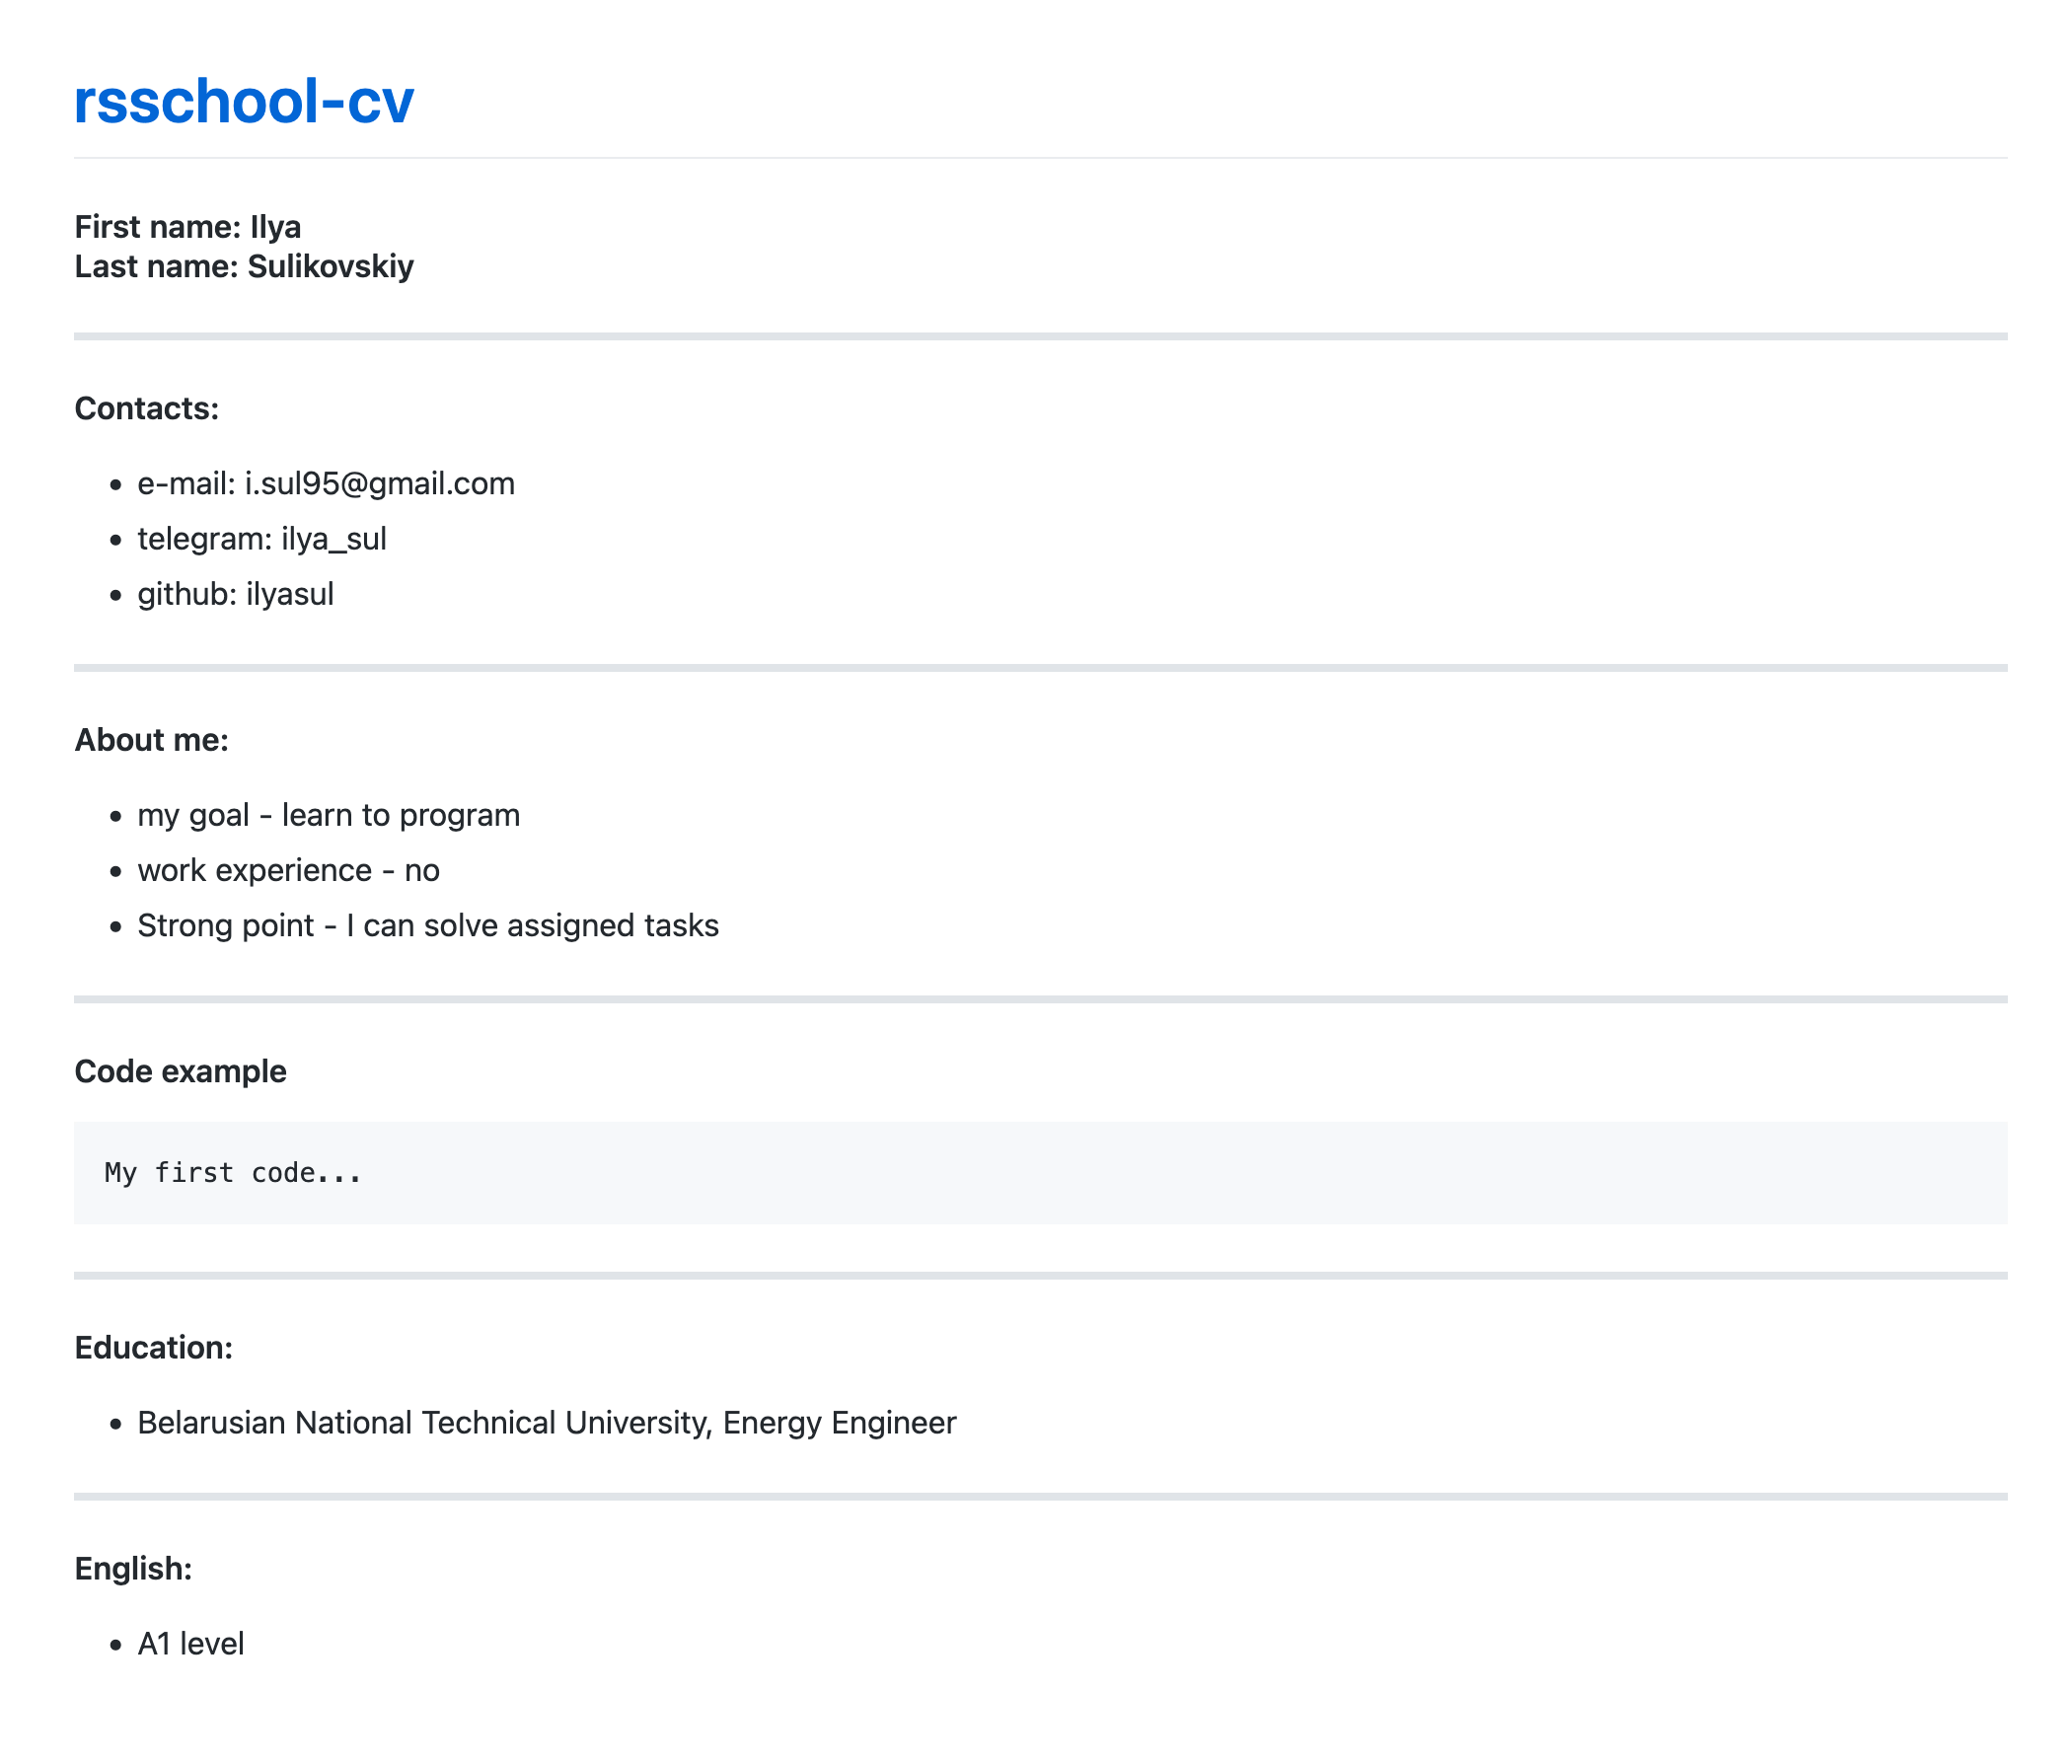 rsschool-cv
First name: Ilya
Last name: Sulikovskiy
Contacts:
e-mail: i.sul95@gmail.com
telegram: ilya_sul
github: ilyasul
About me:
my goal - learn to program
work experience - no
Strong point - I can solve assigned tasks
Code example
My first code...
Education:
Belarusian National Technical University, Energy Engineer
English:
A1 level